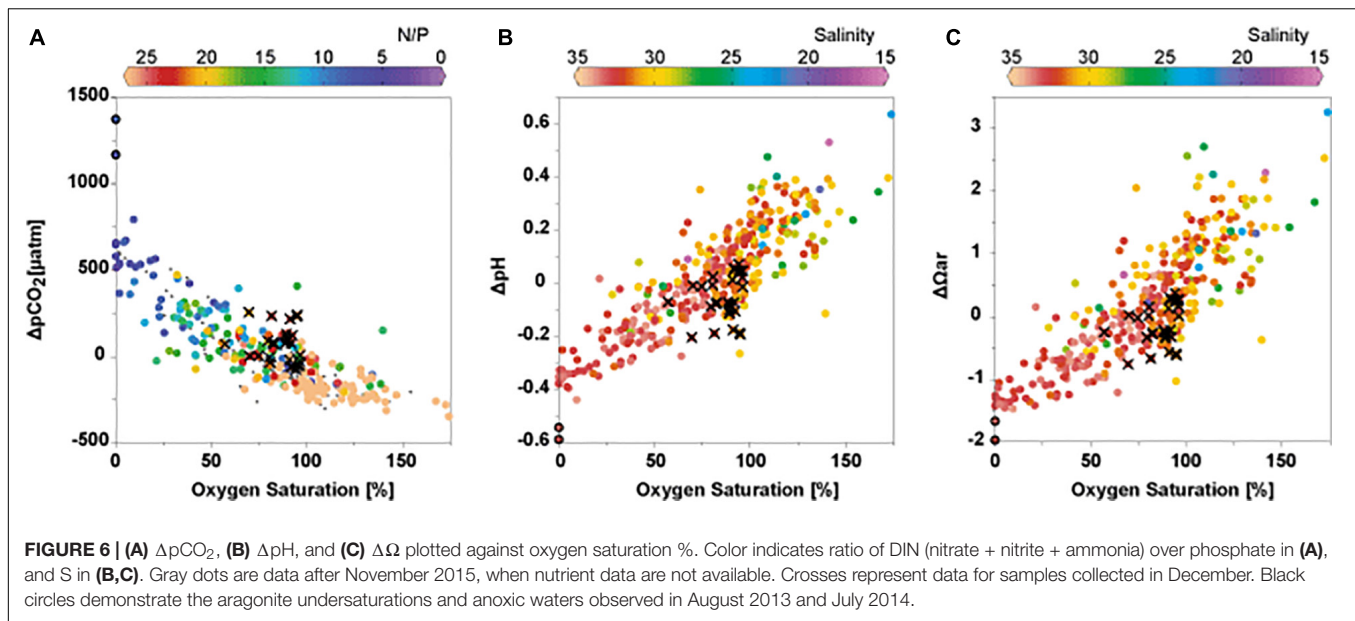 A
N/P
25 20 15 10 5 0
ΔpCO₂[µatm]
1500
1000
500
0
-500
0 50 100 150
Oxygen Saturation [%]
B
Salinity
35 30 25 20 15
ΔpH
0.6
0.4
0.2
0
-0.2
-0.4
-0.6
0 50 100 150
Oxygen Saturation [%]
C
Salinity
35 30 25 20 15
ΔΩar
3
2
1
0
-1
-2
0 50 100 150
Oxygen Saturation [%]
FIGURE 6 | (A) ΔpCO₂, (B) ΔpH, and (C) ΔΩ plotted against oxygen saturation %. Color indicates ratio of DIN (nitrate + nitrite + ammonia) over phosphate in (A),
and S in (B,C). Gray dots are data after November 2015, when nutrient data are not available. Crosses represent data for samples collected in December. Black
circles demonstrate the aragonite undersaturations and anoxic waters observed in August 2013 and July 2014.